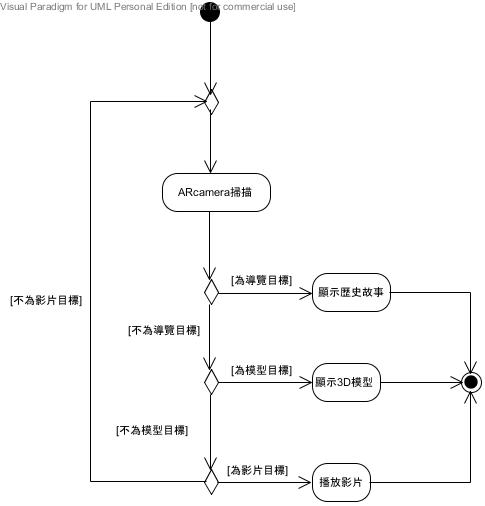 Visual Paradigm for UML Personal Edition [not for commercial use]
ARcamera掃描
[為導覽目標]
顯示歷史故事
[不為影片目標]
[不為導覽目標]
[為模型目標]
顯示3D模型
[不為模型目標]
[為影片目標]
播放影片